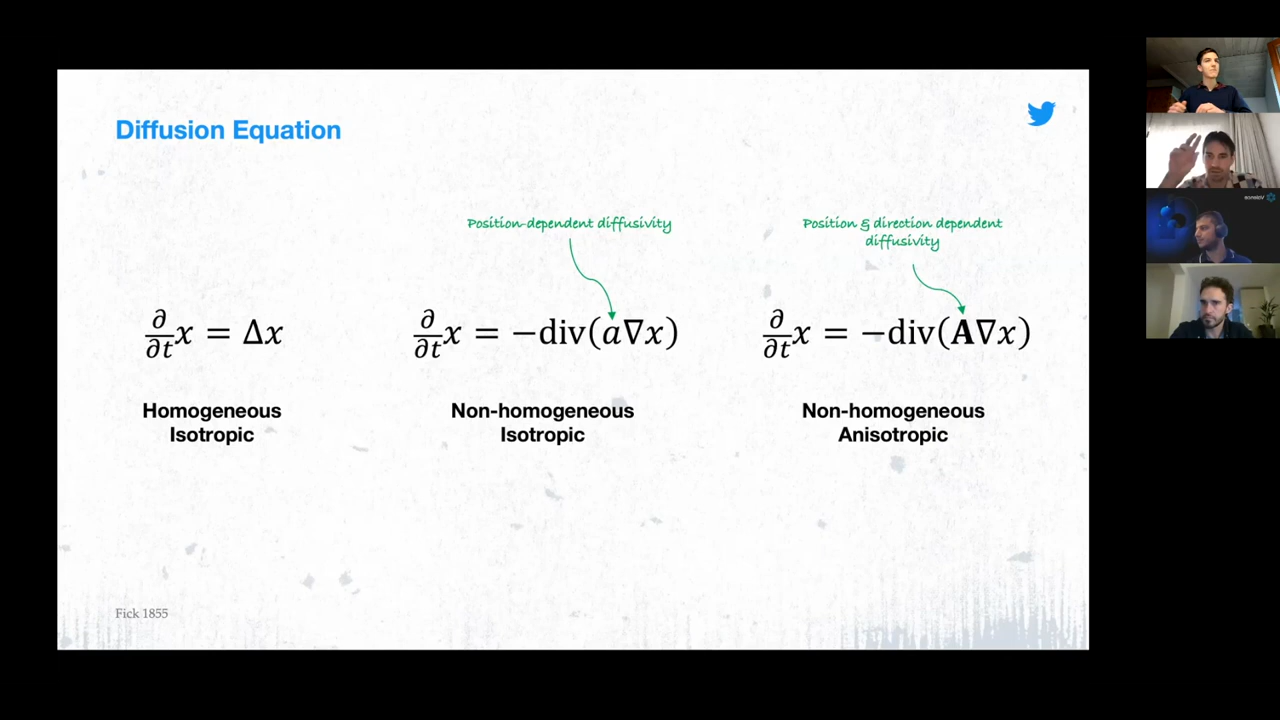 Diffusion Equation
Position-dependent diffusivity
Position & direction dependent
diffusivity
∂/∂t x = Δx
∂/∂t x = −div(a∇x)
∂/∂t x = −div(𝐀∇x)
Homogeneous
Isotropic
Non-homogeneous
Isotropic
Non-homogeneous
Anisotropic
Fick 1855